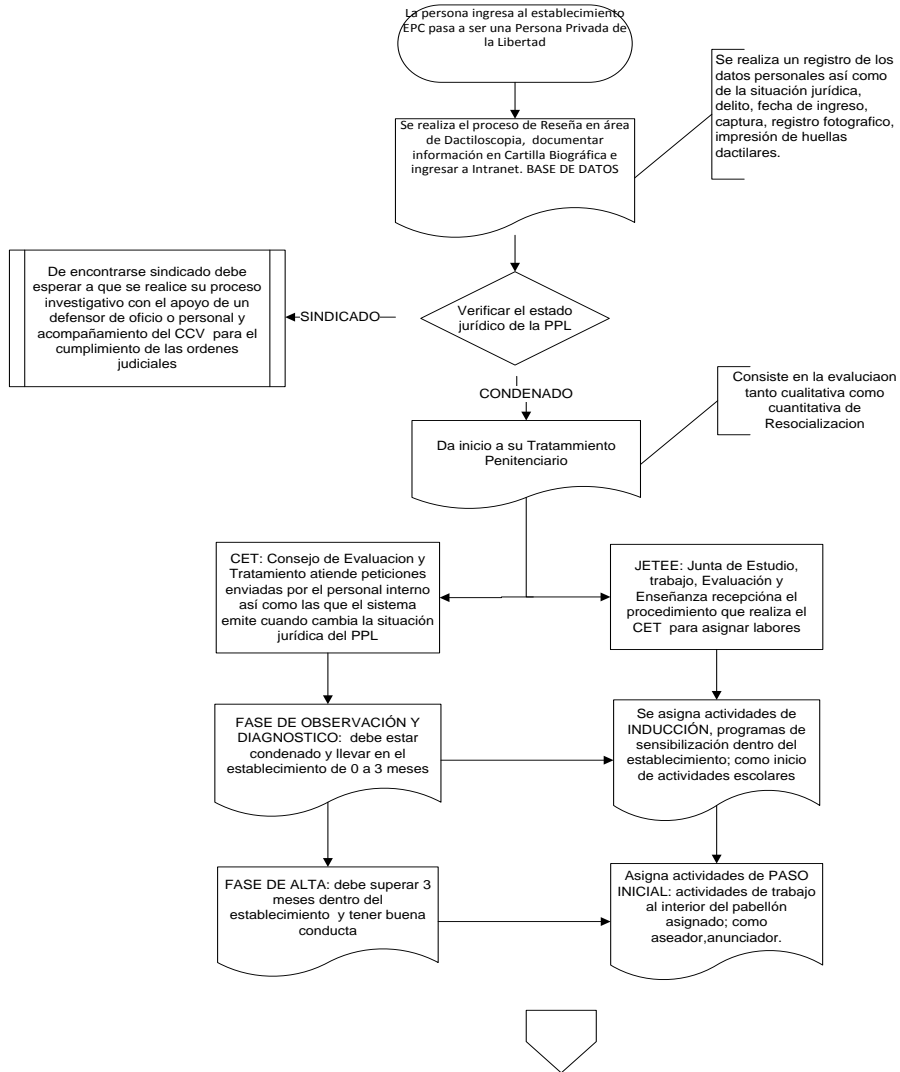 La persona ingresa al establecimiento
EPC pasa a ser una Persona Privada de
la Libertad
Se realiza un registro de los
datos personales así como
de la situación jurídica,
delito, fecha de ingreso,
captura, registro fotografico,
impresión de huellas
dactilares.
Se realiza el proceso de Reseña en área
de Dactiloscopia, documentar
información en Cartilla Biográfica e
ingresar a Intranet. BASE DE DATOS
De encontrarse sindicado debe
esperar a que se realice su proceso
investigativo con el apoyo de un
defensor de oficio o personal y
acompañamiento del CCV para el
cumplimiento de las ordenes
judiciales
SINDICADO
Verificar el estado
jurídico de la PPL
CONDENADO
Consiste en la evaluciaon
tanto cualitativa como
cuantitativa de
Resocializacion
Da inicio a su Tratammiento
Penitenciario
CET: Consejo de Evaluacion y
Tratamiento atiende peticiones
enviadas por el personal interno
así como las que el sistema
emite cuando cambia la situación
jurídica del PPL
JETEE: Junta de Estudio,
trabajo, Evaluación y
Enseñanza recepcióna el
procedimiento que realiza el
CET para asignar labores
FASE DE OBSERVACIÓN Y
DIAGNOSTICO: debe estar
condenado y llevar en el
establecimiento de 0 a 3 meses
Se asigna actividades de
INDUCCIÓN, programas de
sensibilización dentro del
establecimiento; como inicio
de actividades escolares
FASE DE ALTA: debe superar 3
meses dentro del
establecimiento y tener buena
conducta
Asigna actividades de PASO
INICIAL: actividades de trabajo
al interior del pabellón
asignado; como
aseador,anunciador.